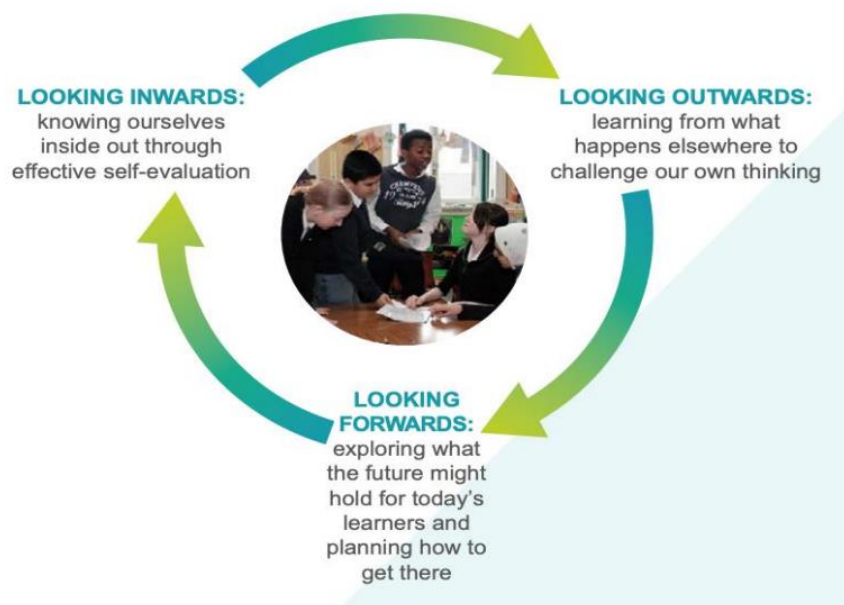 LOOKING INWARDS:
knowing ourselves
inside out through
effective self-evaluation
LOOKING OUTWARDS:
learning from what
happens elsewhere to
challenge our own thinking
LOOKING
FORWARDS:
exploring what
the future might
hold for today's
learners and
planning how to
get there